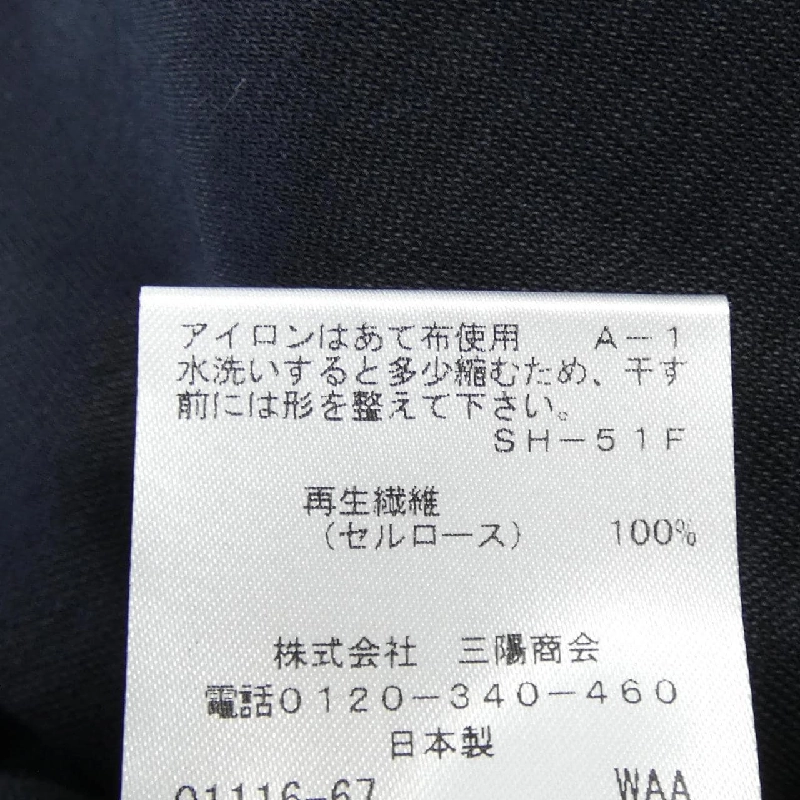 アイロンはあて布使用　Ａ－１
水洗いすると多少縮むため、干す
前には形を整えて下さい。
ＳＨ－５１Ｆ
再生繊維
（セルロース）　100%
株式会社　三陽商会
電話０１２０－３４０－４６０
日本製
01116-67　WAA